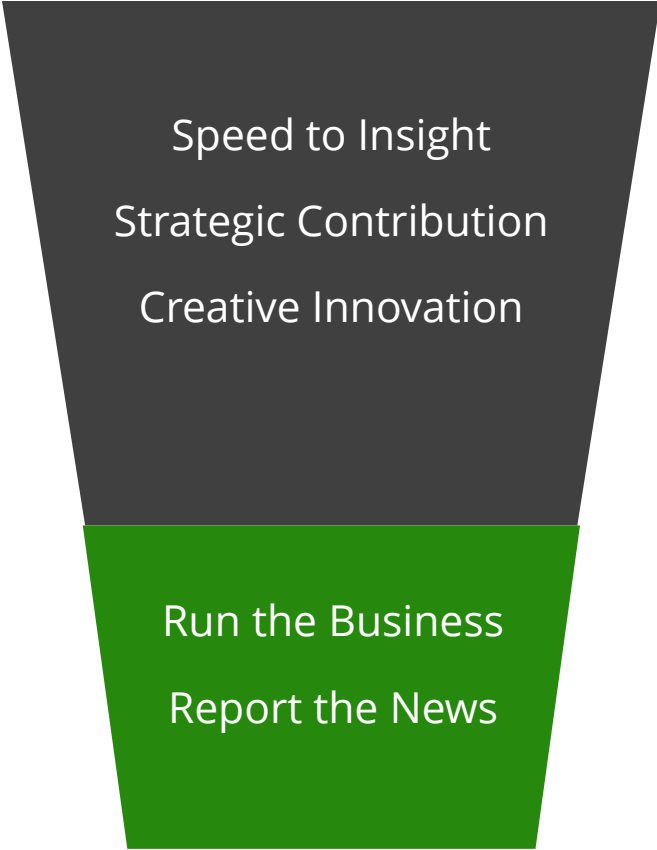 Speed to Insight
Strategic Contribution
Creative Innovation
Run the Business
Report the News